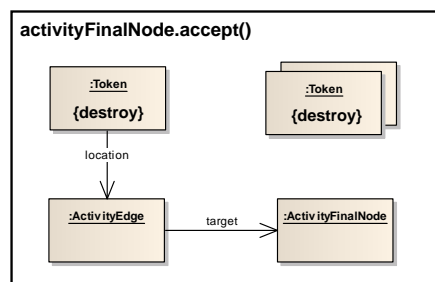 activityFinalNode.accept()
:Token
{destroy}
:Token
{destroy}
location
:ActivityEdge
target
:ActivityFinalNode